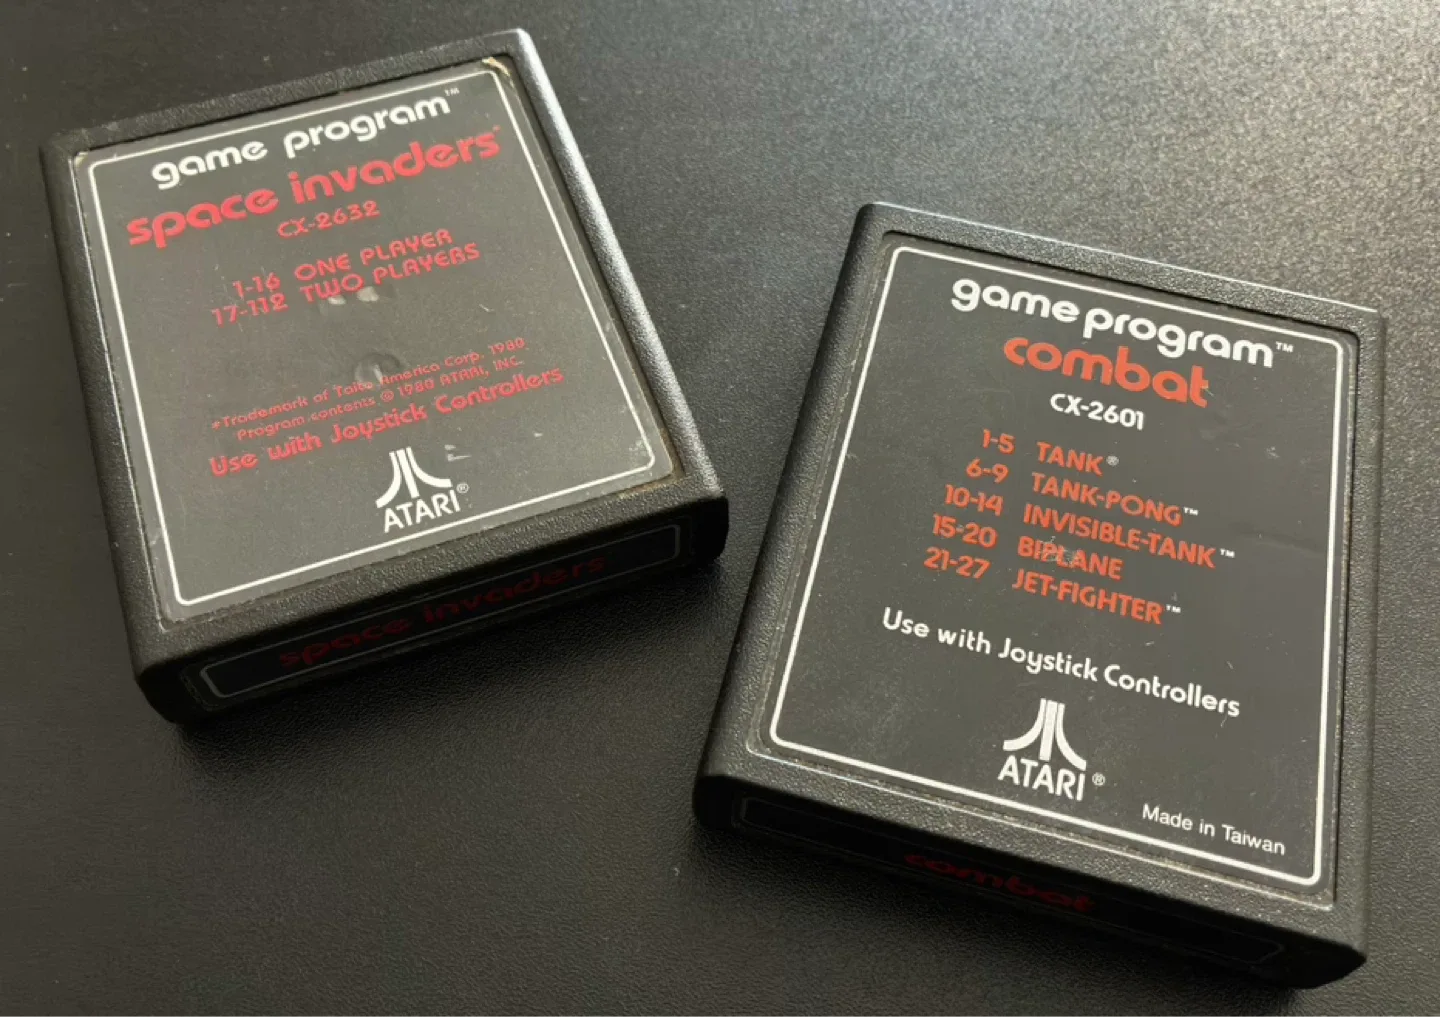 game program™
space invaders*
CX-2632
1-16 ONE PLAYER
17-112 TWO PLAYERS
*Trademark of Taito America Corp. 1980
Program contents © 1980 ATARI, INC.
Use with Joystick Controllers
ATARI®
space invaders
game program™
combat
CX-2601
1-5 TANK®
6-9 TANK-PONG™
10-14 INVISIBLE-TANK™
15-20 BIPLANE
21-27 JET-FIGHTER™
Use with Joystick Controllers
ATARI®
Made in Taiwan
combat